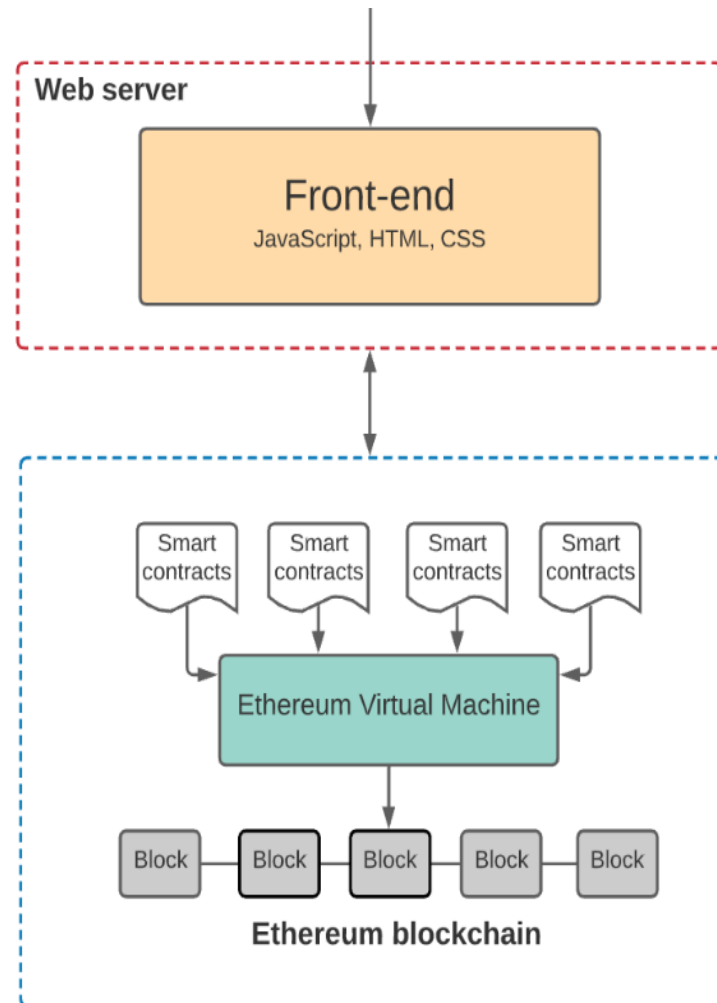 Web server
Front-end
JavaScript, HTML, CSS
Smart
contracts
Smart
contracts
Smart
contracts
Smart
contracts
Ethereum Virtual Machine
Block
Block
Block
Block
Block
Ethereum blockchain